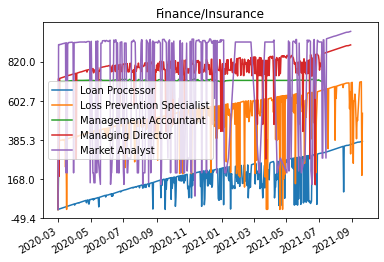 Finance/Insurance
820.0
602.7
385.3
168.0
-49.4
Loan Processor
Loss Prevention Specialist
Management Accountant
Managing Director
Market Analyst
2020-03
2020-05
2020-07
2020-09
2020-11
2021-01
2021-03
2021-05
2021-07
2021-09